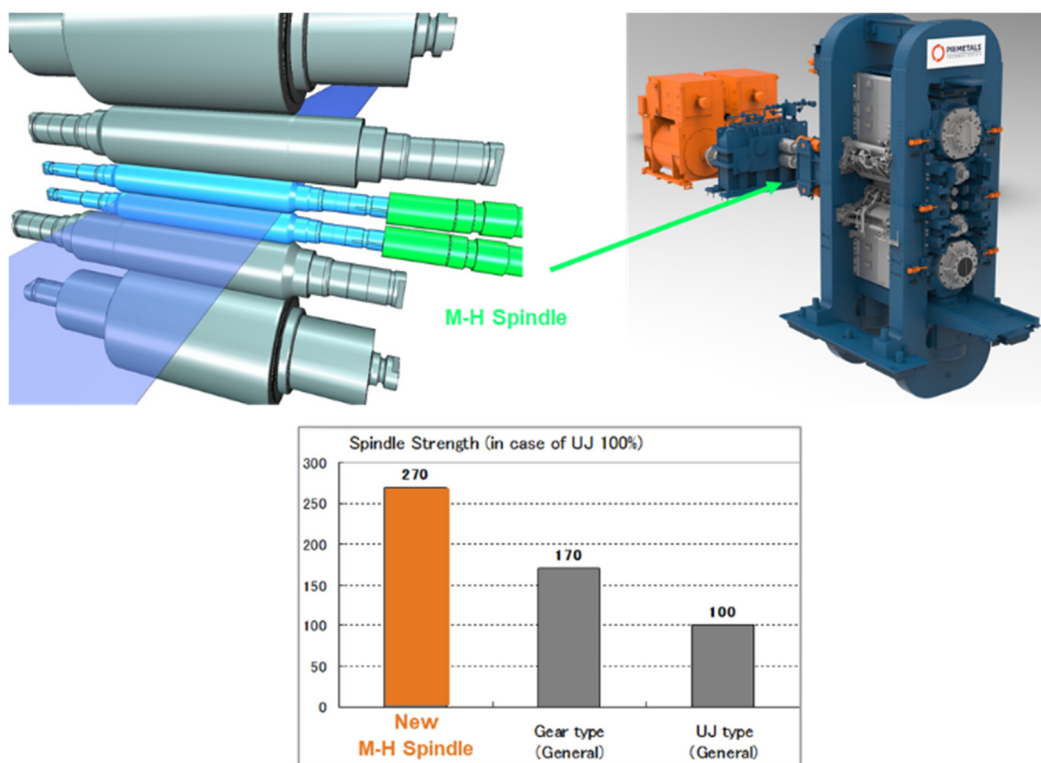 PRIMETALS
TECHNOLOGIES
M-H Spindle
Spindle Strength (in case of UJ 100%)
300
250
200
150
100
50
0
270
170
100
New
M-H Spindle
Gear type
(General)
UJ type
(General)